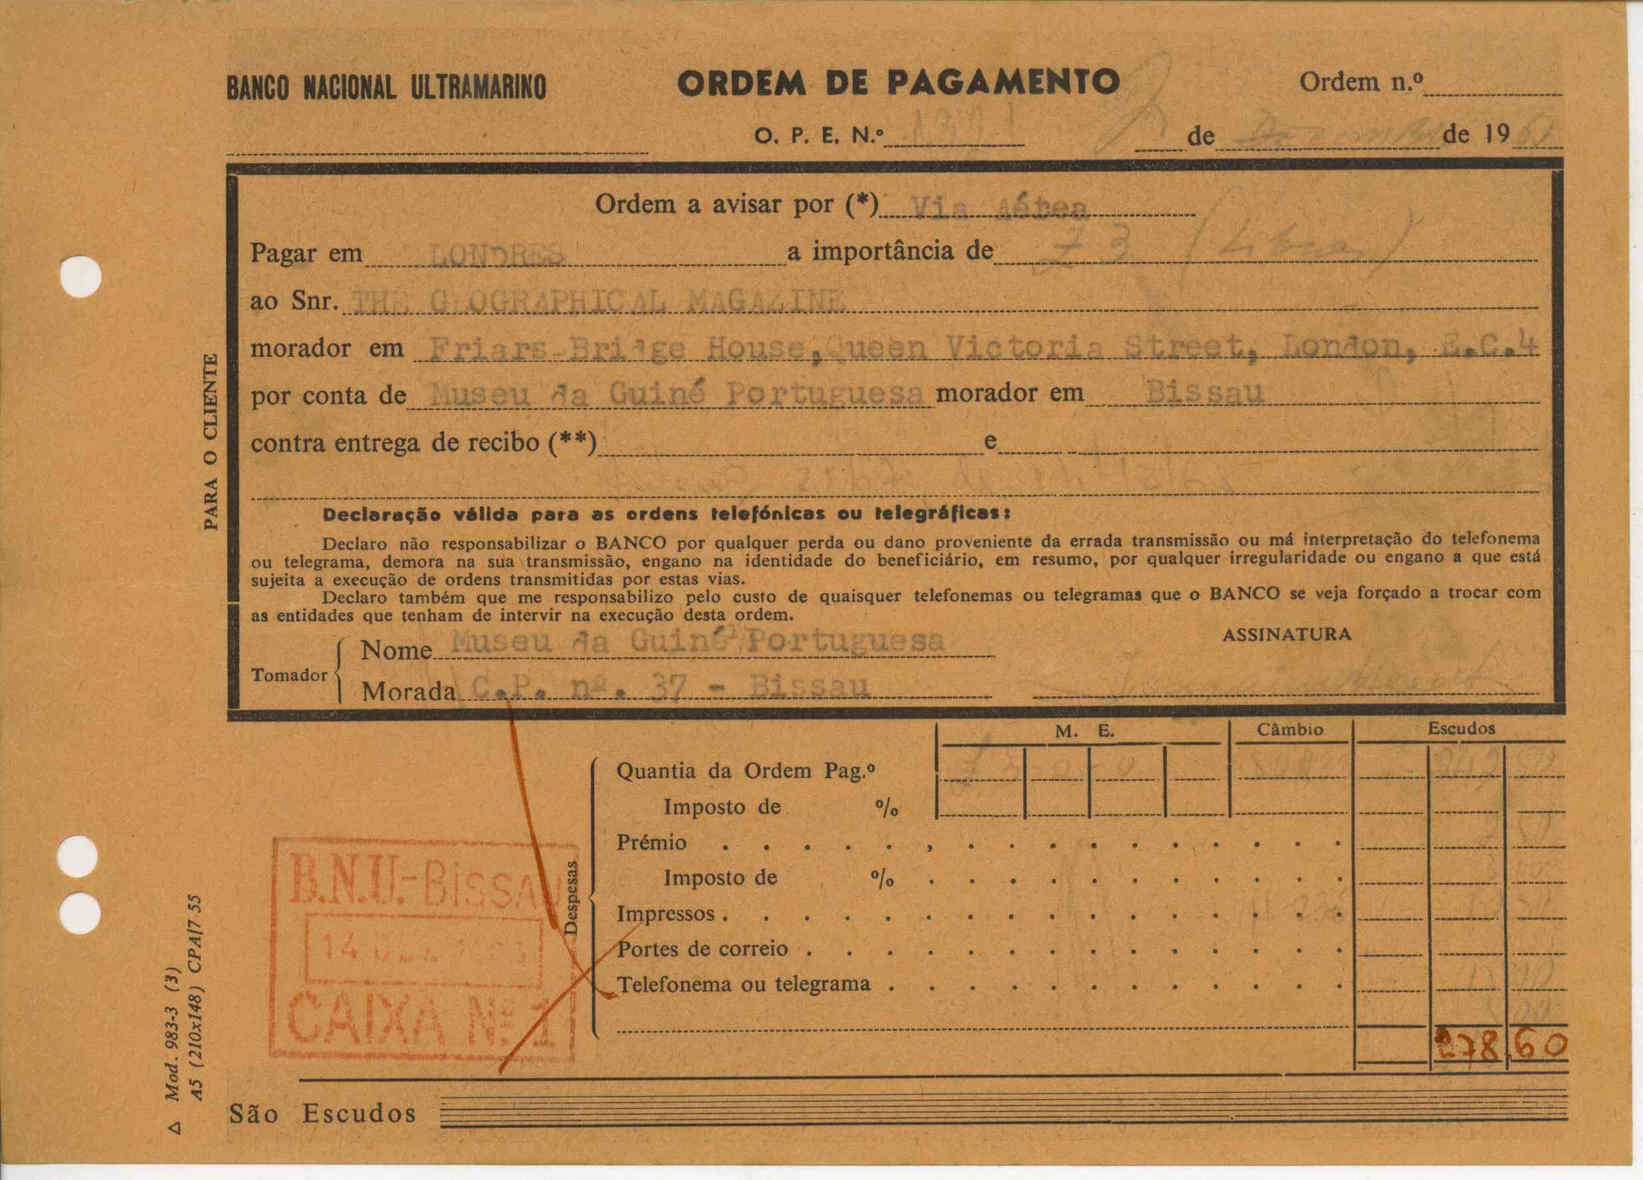 BANCO NACIONAL ULTRAMARINO
ORDEM DE PAGAMENTO
Ordem n.º
O. P. E. N.º de de 19
Ordem a avisar por (*) Via Aérea
Pagar em LONDRES a importância de £ 3 (Libras)
ao Snr. THE GEOGRAPHICAL MAGAZINE
morador em Friars Bridge House, Queen Victoria Street, London, E.C.4
por conta de Museu da Guiné Portuguesa morador em Bissau
contra entrega de recibo (**) e
Declaração válida para as ordens telefónicas ou telegráficas:
Declaro não responsabilizar o BANCO por qualquer perda ou dano proveniente da errada transmissão ou má interpretação do telefonema
ou telegrama, demora na sua transmissão, engano na identidade do beneficiário, em resumo, por qualquer irregularidade ou engano a que está
sujeita a execução de ordens transmitidas por estas vias.
Declaro também que me responsabilizo pelo custo de quaisquer telefonemas ou telegramas que o BANCO se veja forçado a trocar com
as entidades que tenham de intervir na execução desta ordem.
ASSINATURA
Tomador
Nome Museu da Guiné Portuguesa
Morada C.P. nº. 37 - Bissau
M. E. Câmbio Escudos
Quantia da Ordem Pag.º
Imposto de %
Despesas
Prémio
Imposto de %
Impressos
Portes de correio
Telefonema ou telegrama
278,60
São Escudos
B.N.U.-BISSAU
14
CAIXA Nº 1
PARA O CLIENTE
Mod. 983-3 (3)
A5 (210x148) CPA/7 55